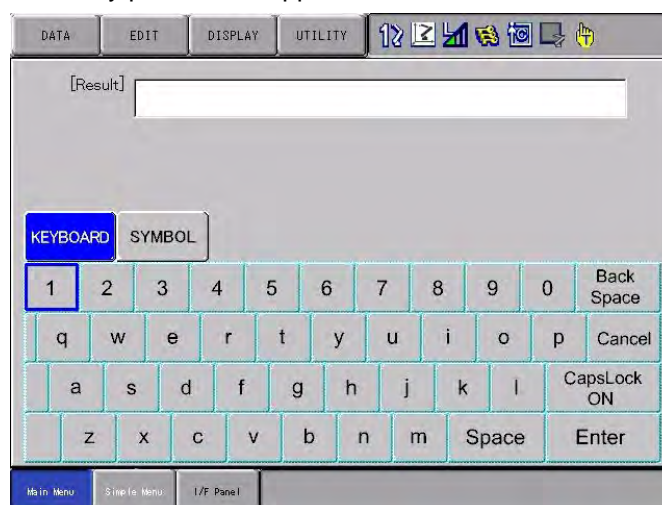 DATA EDIT DISPLAY UTILITY
[Result]
KEYBOARD SYMBOL
1 2 3 4 5 6 7 8 9 0 Back Space
q w e r t y u i o p Cancel
a s d f g h j k l CapsLock ON
z x c v b n m Space Enter
Main Menu Simple Menu I/F Panel